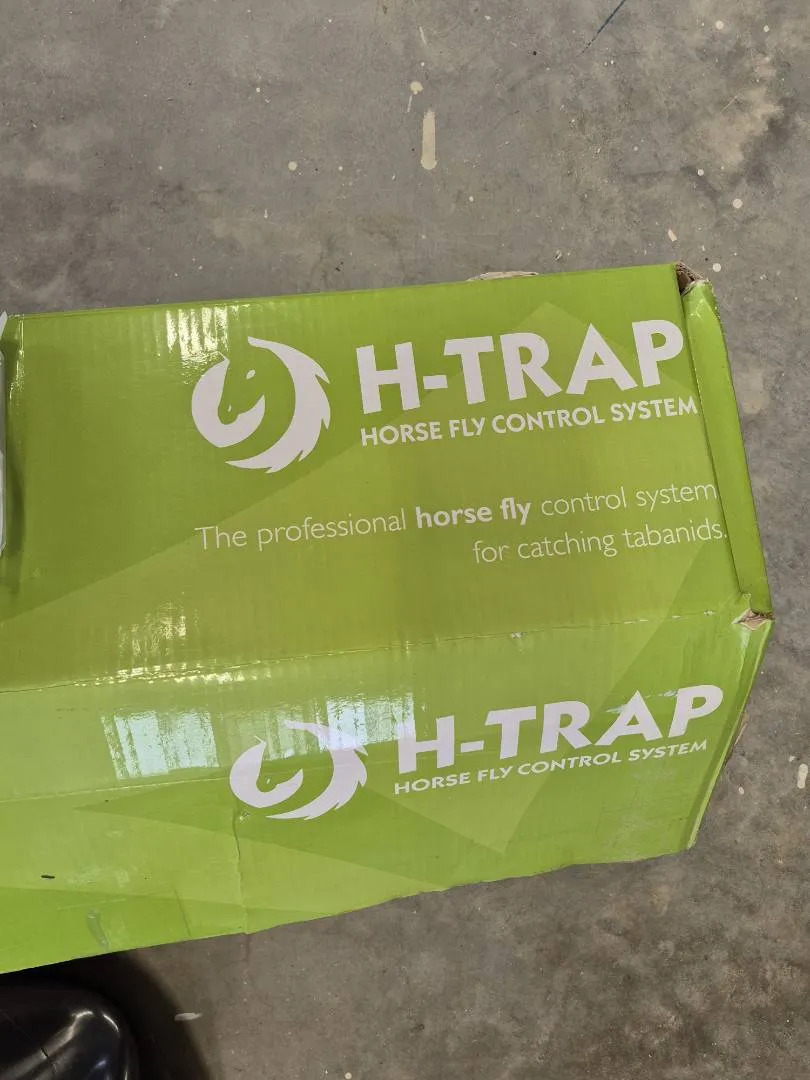 H-TRAP
HORSE FLY CONTROL SYSTEM
The professional horse fly control system
for catching tabanids.
H-TRAP
HORSE FLY CONTROL SYSTEM